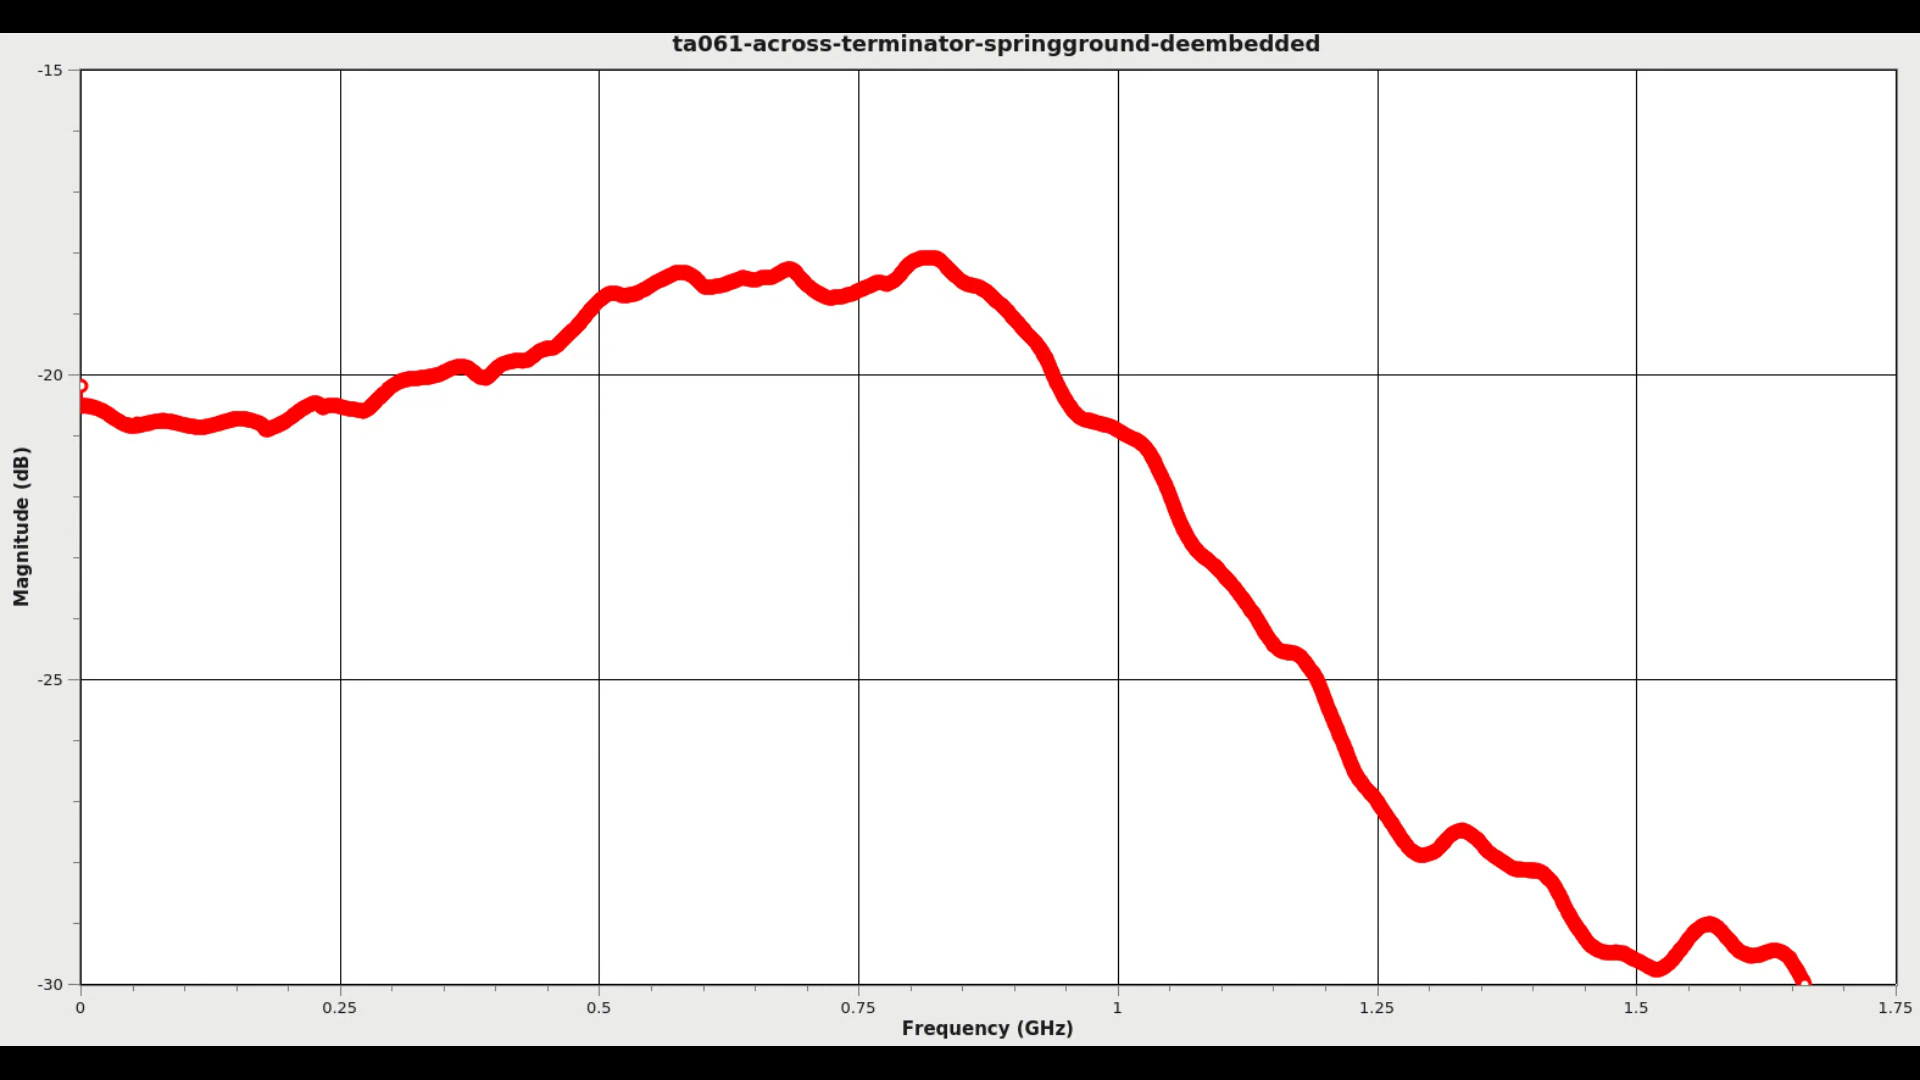 ta061-across-terminator-springground-deembedded
-15
-20
-25
-30
Magnitude (dB)
0 0.25 0.5 0.75 1 1.25 1.5 1.75
Frequency (GHz)